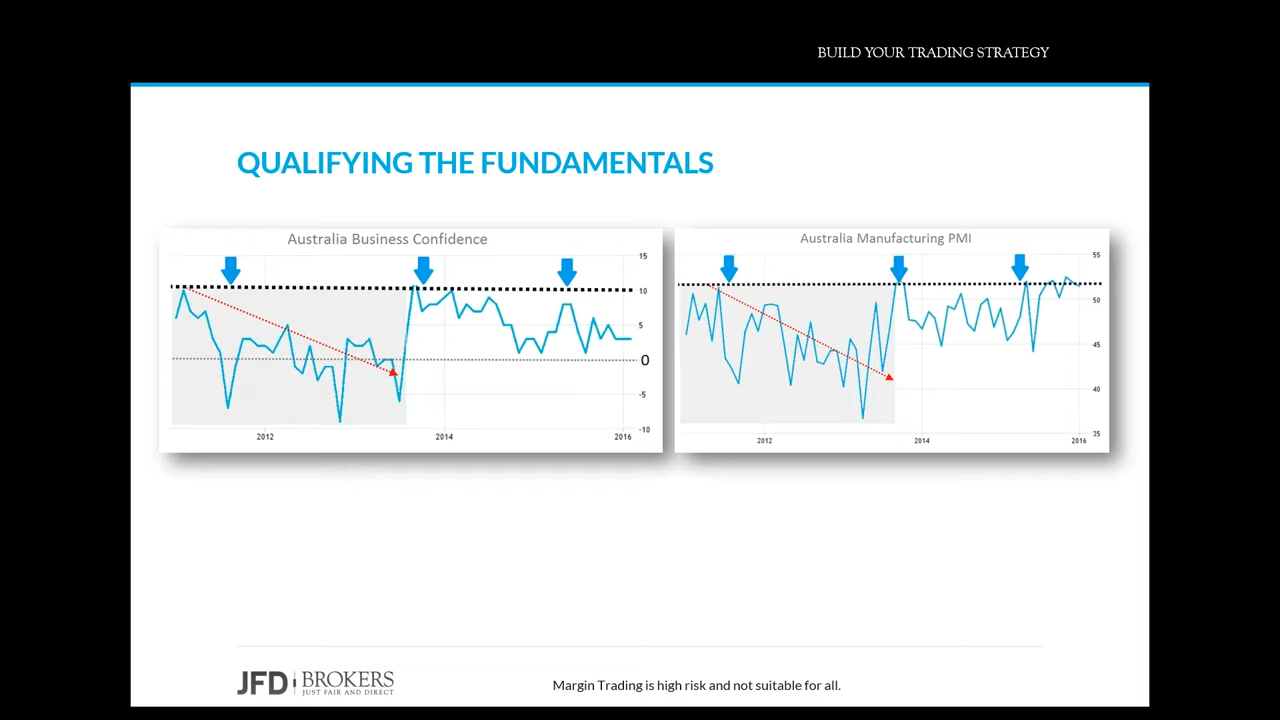 BUILD YOUR TRADING STRATEGY
QUALIFYING THE FUNDAMENTALS
Australia Business Confidence
15
10
5
0
-5
-10
2012 2014 2016
Australia Manufacturing PMI
55
50
45
40
35
2012 2014 2016
JFD BROKERS
JUST FAIR AND DIRECT
Margin Trading is high risk and not suitable for all.